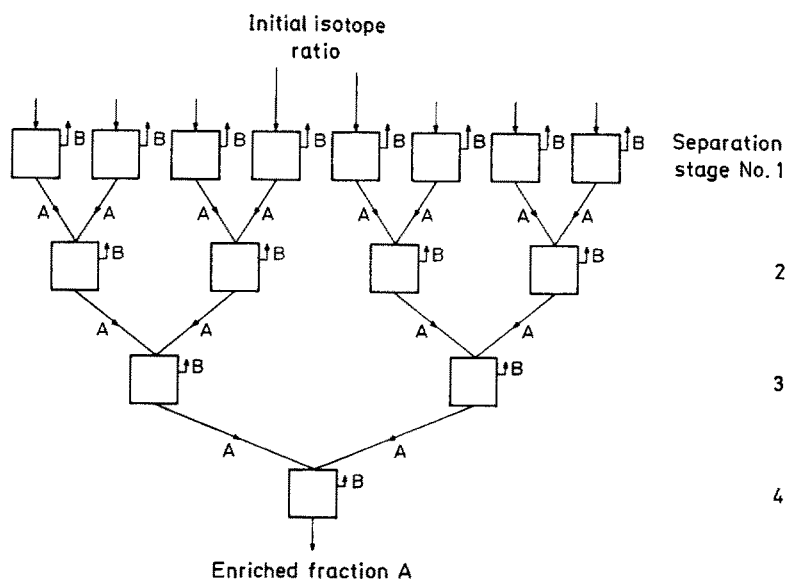 Initial isotope
ratio
B B B B B B B B
Separation
stage No. 1
A A A A A A A A
B B B B
2
A A A A
B B
3
A A
B
4
Enriched fraction A